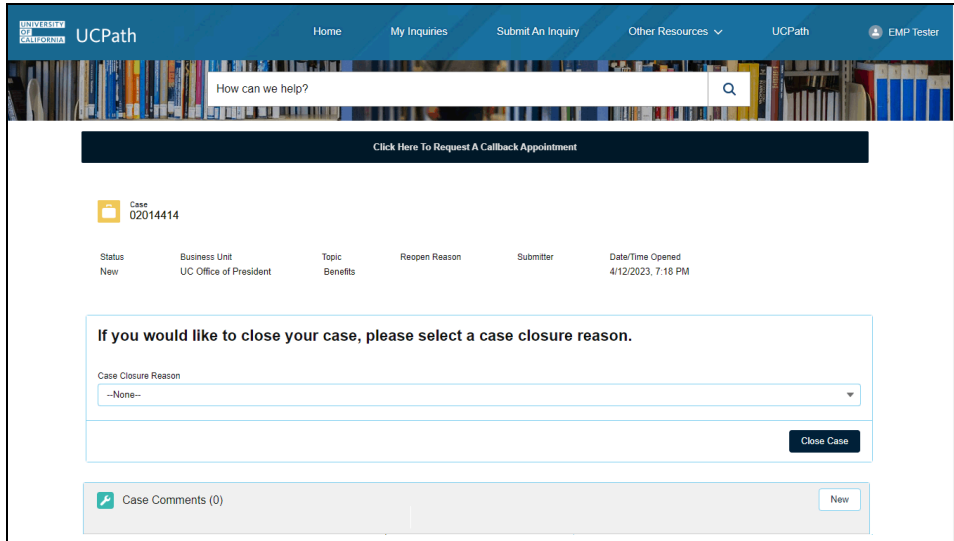 UNIVERSITY
OF
CALIFORNIA
UCPath
Home My Inquiries Submit An Inquiry Other Resources UCPath EMP Tester
How can we help?
Click Here To Request A Callback Appointment
Case
02014414
Status Business Unit Topic Reopen Reason Submitter Date/Time Opened
New UC Office of President Benefits 4/12/2023, 7:18 PM
If you would like to close your case, please select a case closure reason.
Case Closure Reason
--None--
Close Case
Case Comments (0) New